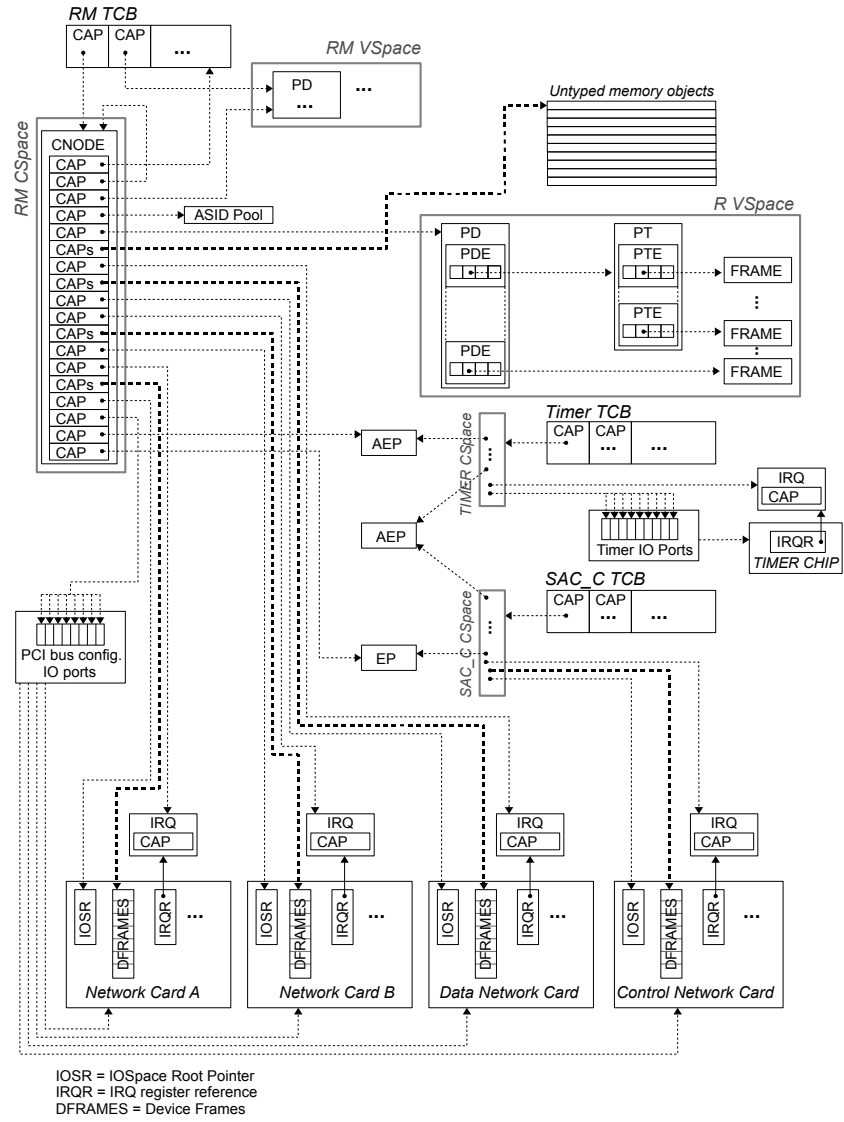 RM TCB
CAP CAP ...
RM VSpace
PD ...
...
Untyped memory objects
RM CSpace
CNODE
CAP
CAP
CAP
CAP
CAPs
CAP
CAPs
CAP
CAP
CAPs
CAP
CAP
CAPs
CAP
CAP
CAP
CAP
ASID Pool
R VSpace
PD PT
PDE PTE
FRAME
...
PTE
FRAME
...
PDE
FRAME
Timer TCB
CAP CAP
... ...
TIMER CSpace
...
AEP
IRQ
CAP
AEP
Timer IO Ports
IRQR
TIMER CHIP
SAC_C TCB
CAP CAP
... ...
SAC_C CSpace
...
EP
PCI bus config.
IO ports
IRQ IRQ IRQ IRQ
CAP CAP CAP CAP
IOSR DFRAMES IRQR ...
Network Card A
IOSR DFRAMES IRQR ...
Network Card B
IOSR DFRAMES IRQR ...
Data Network Card
IOSR DFRAMES IRQR ...
Control Network Card
IOSR = IOSpace Root Pointer
IRQR = IRQ register reference
DFRAMES = Device Frames